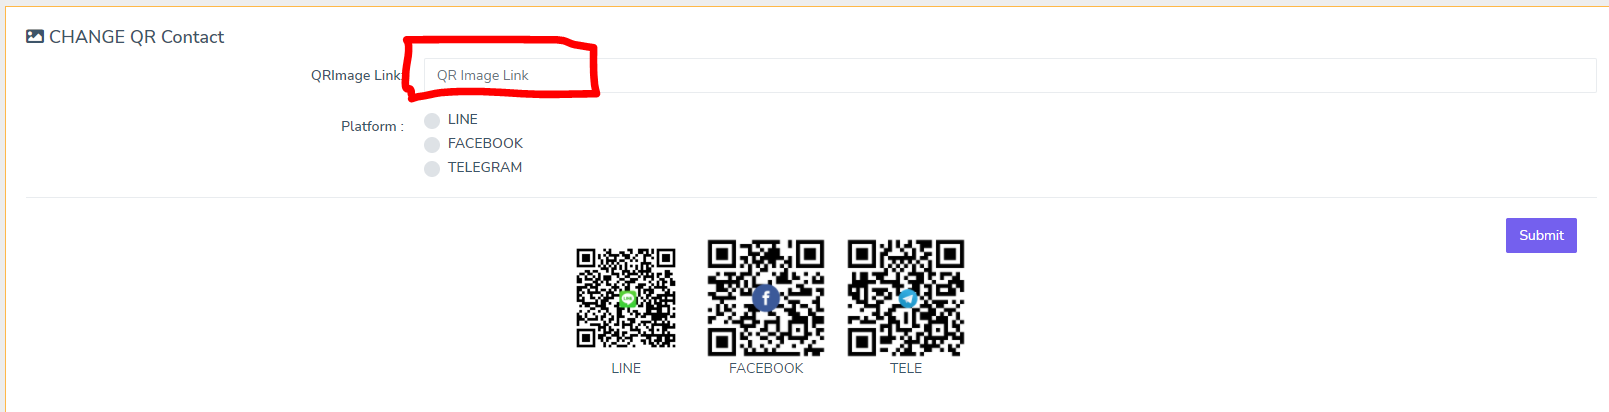 CHANGE QR Contact
QRImage Link:
QR Image Link
Platform :
LINE
FACEBOOK
TELEGRAM
Submit
LINE
FACEBOOK
TELE